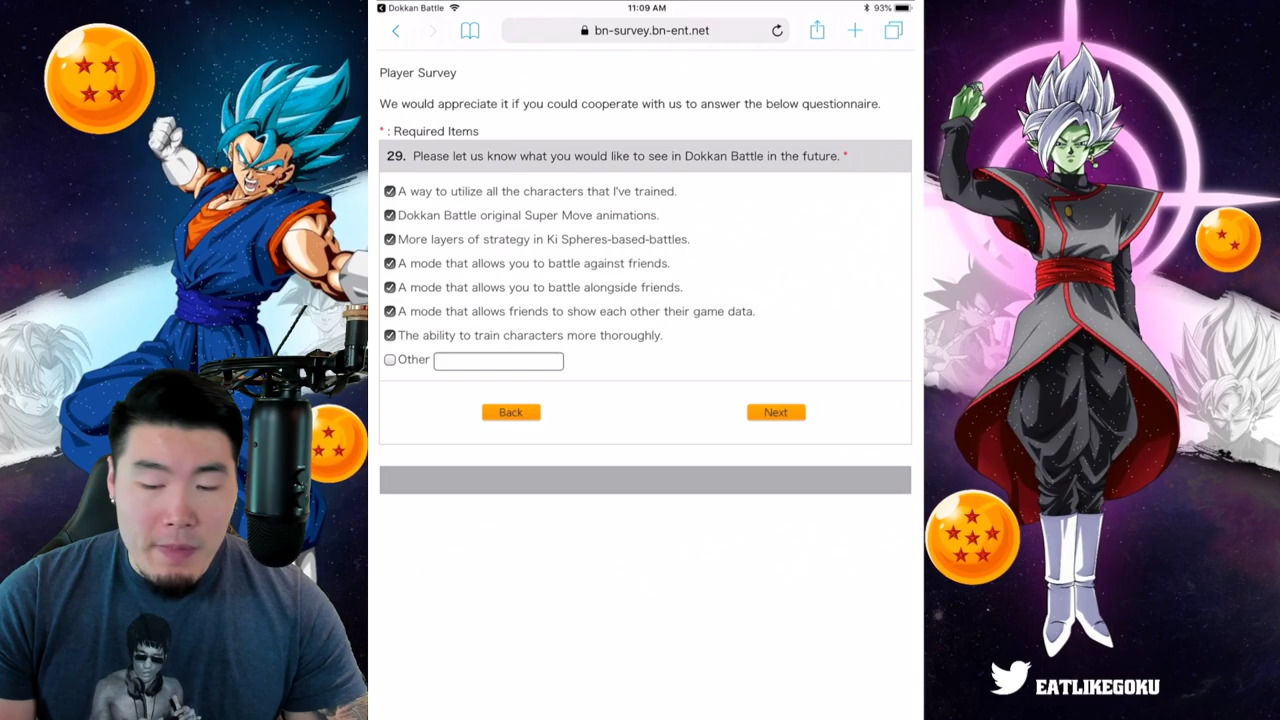 Dokkan Battle
11:09 AM
93%
bn-survey.bn-ent.net
Player Survey
We would appreciate it if you could cooperate with us to answer the below questionnaire.
* : Required Items
29. Please let us know what you would like to see in Dokkan Battle in the future. *
A way to utilize all the characters that I've trained.
Dokkan Battle original Super Move animations.
More layers of strategy in Ki Spheres-based-battles.
A mode that allows you to battle against friends.
A mode that allows you to battle alongside friends.
A mode that allows friends to show each other their game data.
The ability to train characters more thoroughly.
Other
Back
Next
EATLIKEGOKU